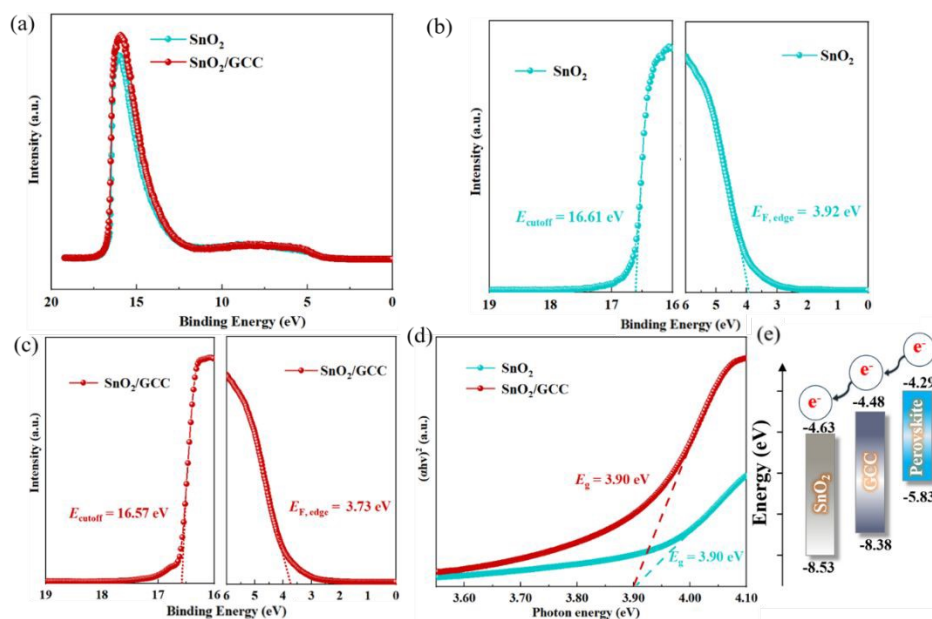 (a)
SnO2
SnO2/GCC
Intensity (a.u.)
20 15 10 5 0
Binding Energy (eV)
(b)
SnO2
SnO2
Intensity (a.u.)
Ecutoff = 16.61 eV
EF, edge = 3.92 eV
19 18 17 16 6 5 4 3 2 1 0
Binding Energy (eV)
(c)
SnO2/GCC
SnO2/GCC
Intensity (a.u.)
Ecutoff = 16.57 eV
EF, edge = 3.73 eV
19 18 17 16 6 5 4 3 2 1 0
Binding Energy (eV)
(d)
SnO2
SnO2/GCC
(αhν)2 (a.u.)
Eg = 3.90 eV
Eg = 3.90 eV
3.60 3.70 3.80 3.90 4.00 4.10
Photon energy (eV)
(e)
Energy (eV)
e-
e-
e-
-4.63
-4.48
-4.29
SnO2
GCC
Perovskite
-8.53
-8.38
-5.83